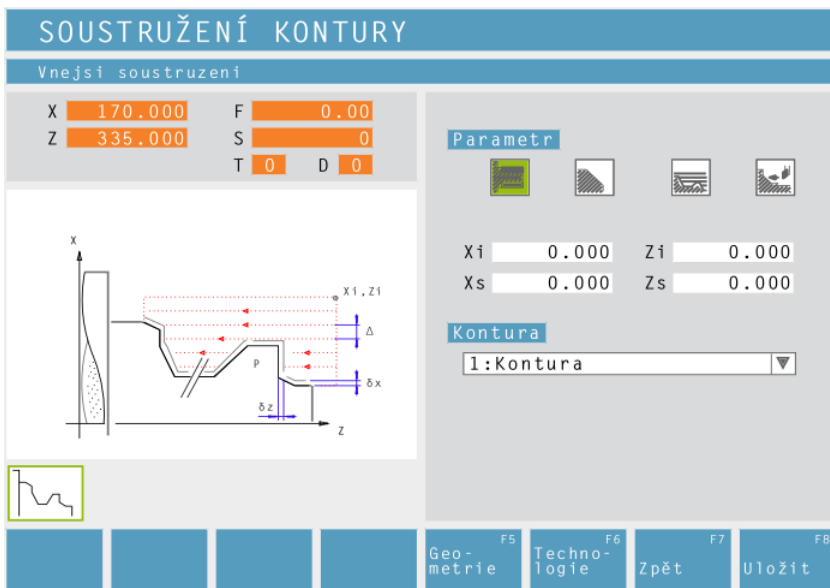 SOUSTRUŽENÍ KONTURY
Vnejsi soustruzeni
X 170.000 F 0.00
Z 335.000 S 0
T 0 D 0
Parametr
Xi 0.000 Zi 0.000
Xs 0.000 Zs 0.000
Kontura
1:Kontura
X
Xi,Zi
Δ
P
δx
δz
Z
F5
Geo-
metrie
F6
Techno-
logie
F7
Zpět
F8
Uložit